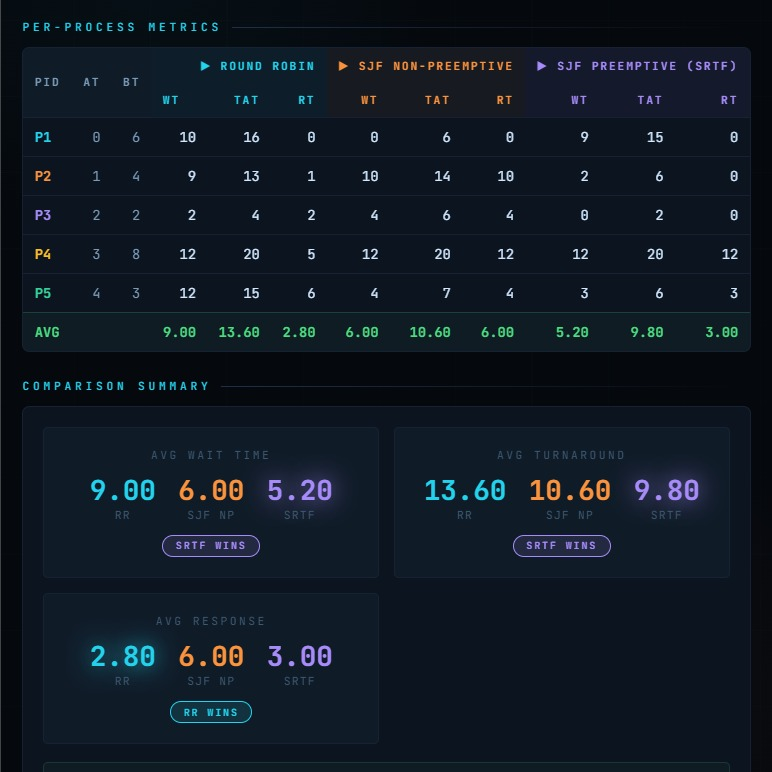 PER-PROCESS METRICS
PID AT BT ▶ ROUND ROBIN ▶ SJF NON-PREEMPTIVE ▶ SJF PREEMPTIVE (SRTF)
WT TAT RT WT TAT RT WT TAT RT
P1 0 6 10 16 0 0 6 0 9 15 0
P2 1 4 9 13 1 10 14 10 2 6 0
P3 2 2 2 4 2 4 6 4 0 2 0
P4 3 8 12 20 5 12 20 12 12 20 12
P5 4 3 12 15 6 4 7 4 3 6 3
AVG 9.00 13.60 2.80 6.00 10.60 6.00 5.20 9.80 3.00
COMPARISON SUMMARY
AVG WAIT TIME
9.00 6.00 5.20
RR SJF NP SRTF
SRTF WINS
AVG TURNAROUND
13.60 10.60 9.80
RR SJF NP SRTF
SRTF WINS
AVG RESPONSE
2.80 6.00 3.00
RR SJF NP SRTF
RR WINS